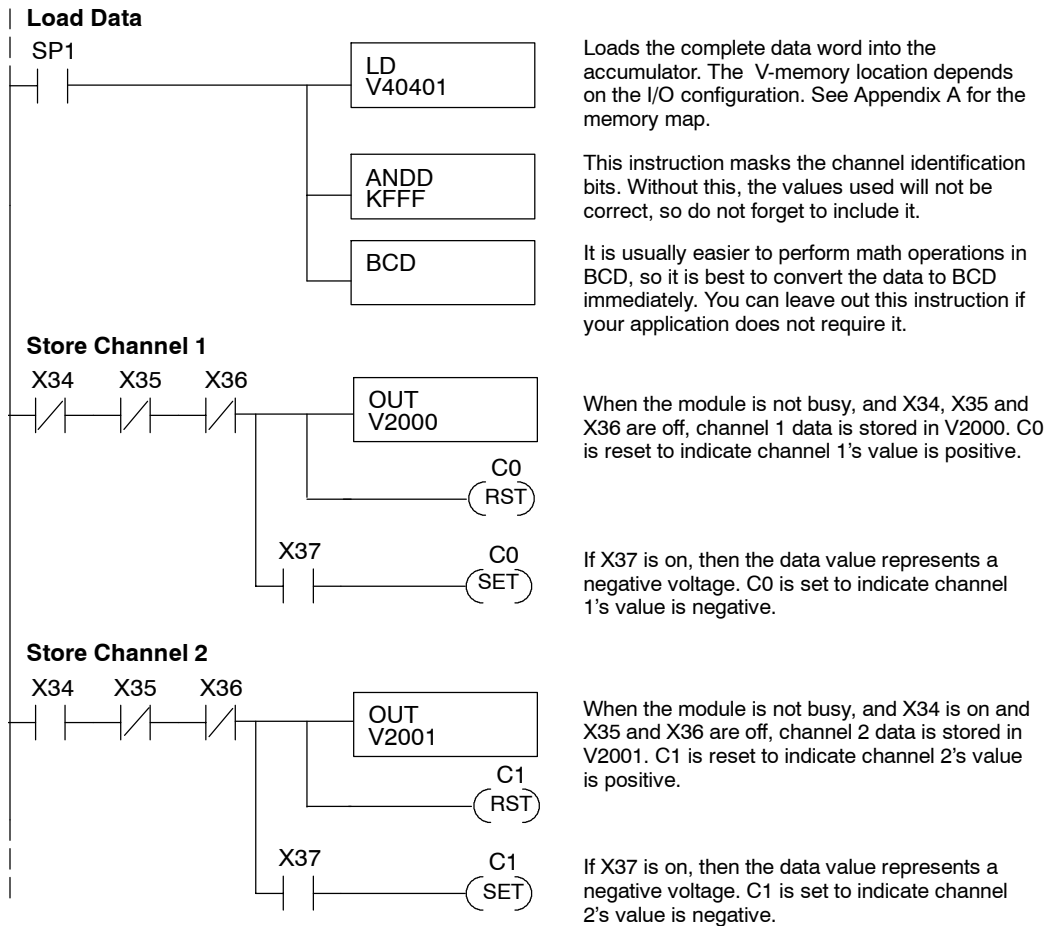 Load Data
SP1
LD
V40401
Loads the complete data word into the
accumulator. The V-memory location depends
on the I/O configuration. See Appendix A for the
memory map.
ANDD
KFFF
This instruction masks the channel identification
bits. Without this, the values used will not be
correct, so do not forget to include it.
BCD
It is usually easier to perform math operations in
BCD, so it is best to convert the data to BCD
immediately. You can leave out this instruction if
your application does not require it.
Store Channel 1
X34 X35 X36
OUT
V2000
When the module is not busy, and X34, X35 and
X36 are off, channel 1 data is stored in V2000. C0
is reset to indicate channel 1's value is positive.
C0
RST
X37
C0
SET
If X37 is on, then the data value represents a
negative voltage. C0 is set to indicate channel
1's value is negative.
Store Channel 2
X34 X35 X36
OUT
V2001
When the module is not busy, and X34 is on and
X35 and X36 are off, channel 2 data is stored in
V2001. C1 is reset to indicate channel 2's value
is positive.
C1
RST
X37
C1
SET
If X37 is on, then the data value represents a
negative voltage. C1 is set to indicate channel
2's value is negative.